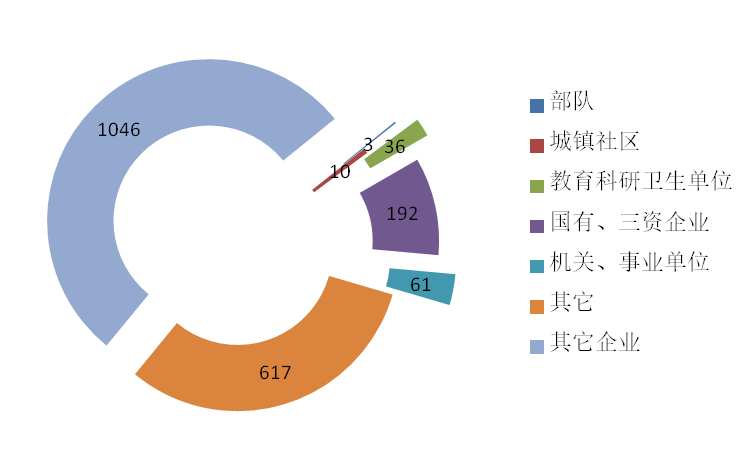 1046
3
36
10
192
61
617
部队
城镇社区
教育科研卫生单位
国有、三资企业
机关、事业单位
其它
其它企业